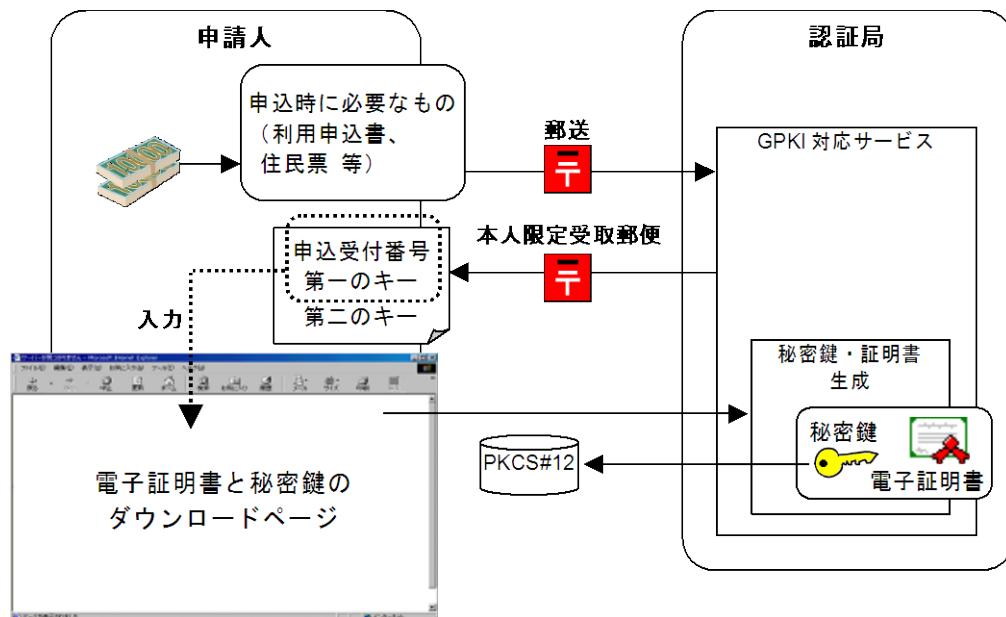 申請人
認証局
申込時に必要なもの
（利用申込書、
住民票 等）
郵送
GPKI 対応サービス
本人限定受取郵便
申込受付番号
第一のキー
第二のキー
入力
秘密鍵・証明書
生成
秘密鍵
電子証明書
PKCS#12
電子証明書と秘密鍵の
ダウンロードページ